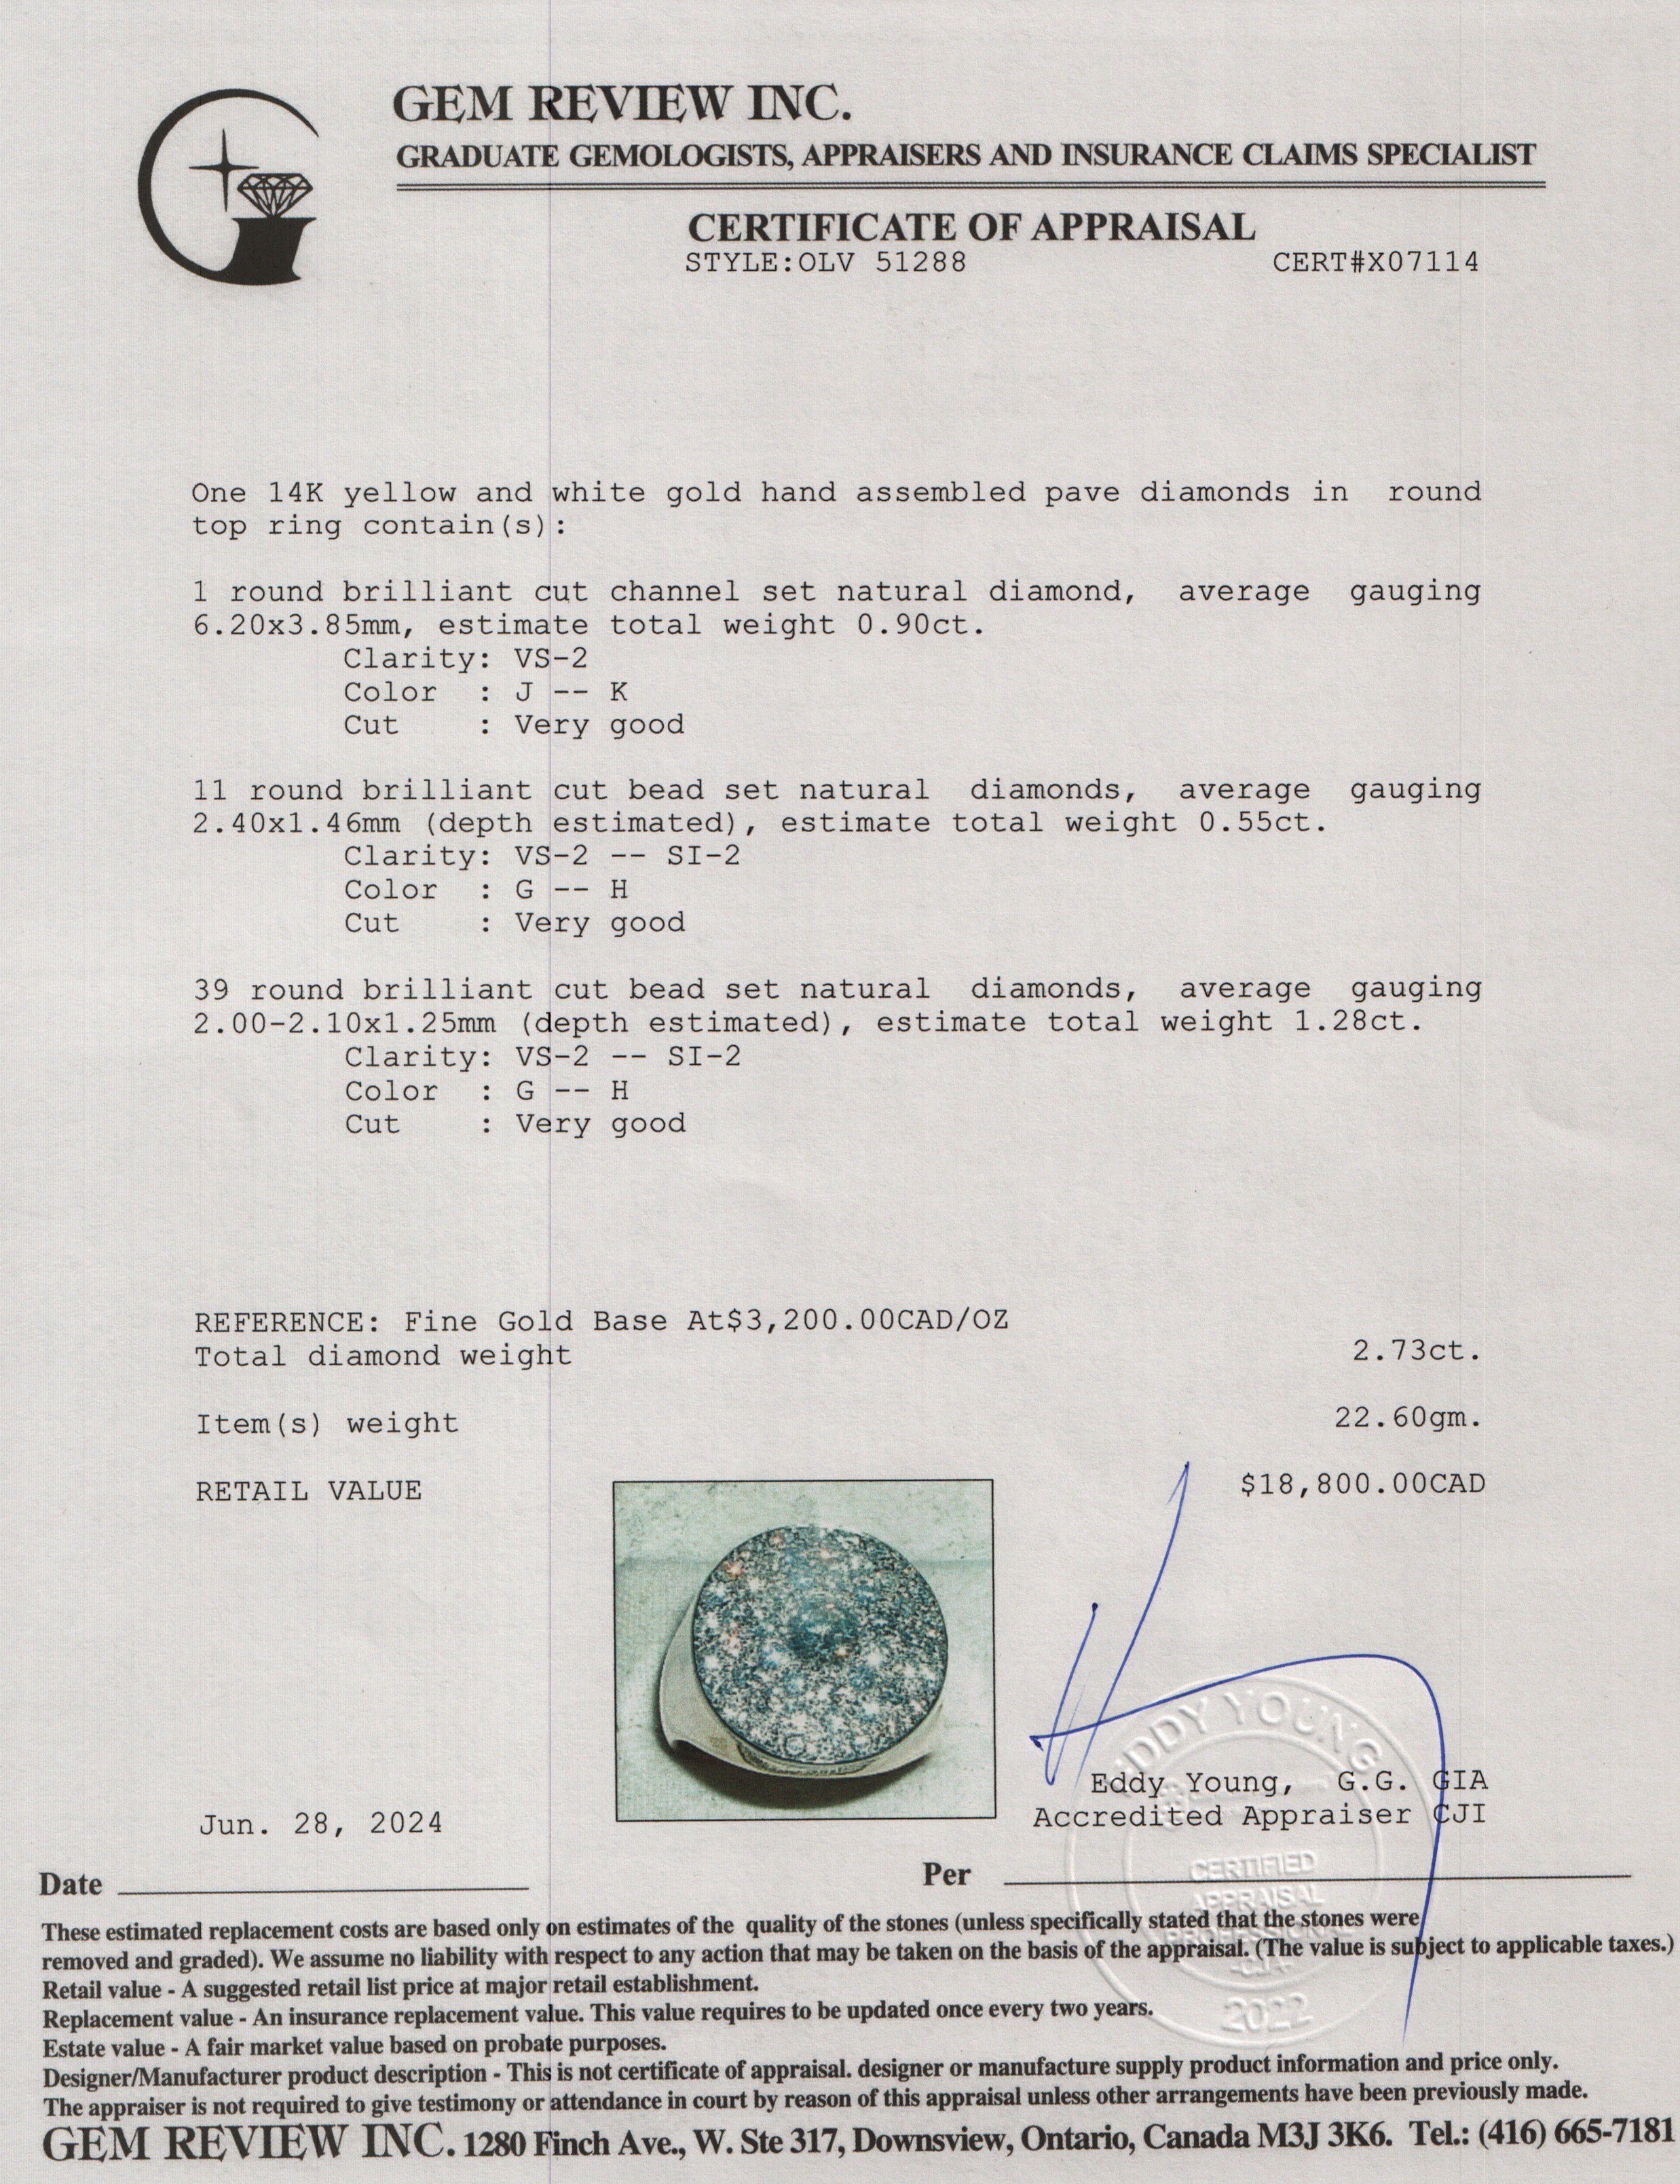 GEM REVIEW INC.
GRADUATE GEMOLOGISTS, APPRAISERS AND INSURANCE CLAIMS SPECIALIST
CERTIFICATE OF APPRAISAL
STYLE:OLV 51288 CERT#X07114
One 14K yellow and white gold hand assembled pave diamonds in round
top ring contain(s):
1 round brilliant cut channel set natural diamond, average gauging
6.20x3.85mm, estimate total weight 0.90ct.
Clarity: VS-2
Color : J -- K
Cut : Very good
11 round brilliant cut bead set natural diamonds, average gauging
2.40x1.46mm (depth estimated), estimate total weight 0.55ct.
Clarity: VS-2 -- SI-2
Color : G -- H
Cut : Very good
39 round brilliant cut bead set natural diamonds, average gauging
2.00-2.10x1.25mm (depth estimated), estimate total weight 1.28ct.
Clarity: VS-2 -- SI-2
Color : G -- H
Cut : Very good
REFERENCE: Fine Gold Base At$3,200.00CAD/OZ
Total diamond weight 2.73ct.
Item(s) weight 22.60gm.
RETAIL VALUE $18,800.00CAD
EDDY YOUNG
Eddy Young, G.G. GIA
Accredited Appraiser CJI
Jun. 28, 2024
Date Per
CERTIFIED
APPRAISAL
PROFESSIONAL
2022
These estimated replacement costs are based only on estimates of the quality of the stones (unless specifically stated that the stones were
removed and graded). We assume no liability with respect to any action that may be taken on the basis of the appraisal. (The value is subject to applicable taxes.)
Retail value - A suggested retail list price at major retail establishment.
Replacement value - An insurance replacement value. This value requires to be updated once every two years.
Estate value - A fair market value based on probate purposes.
Designer/Manufacturer product description - This is not certificate of appraisal. designer or manufacture supply product information and price only.
The appraiser is not required to give testimony or attendance in court by reason of this appraisal unless other arrangements have been previously made.
GEM REVIEW INC. 1280 Finch Ave., W. Ste 317, Downsview, Ontario, Canada M3J 3K6. Tel.: (416) 665-7181